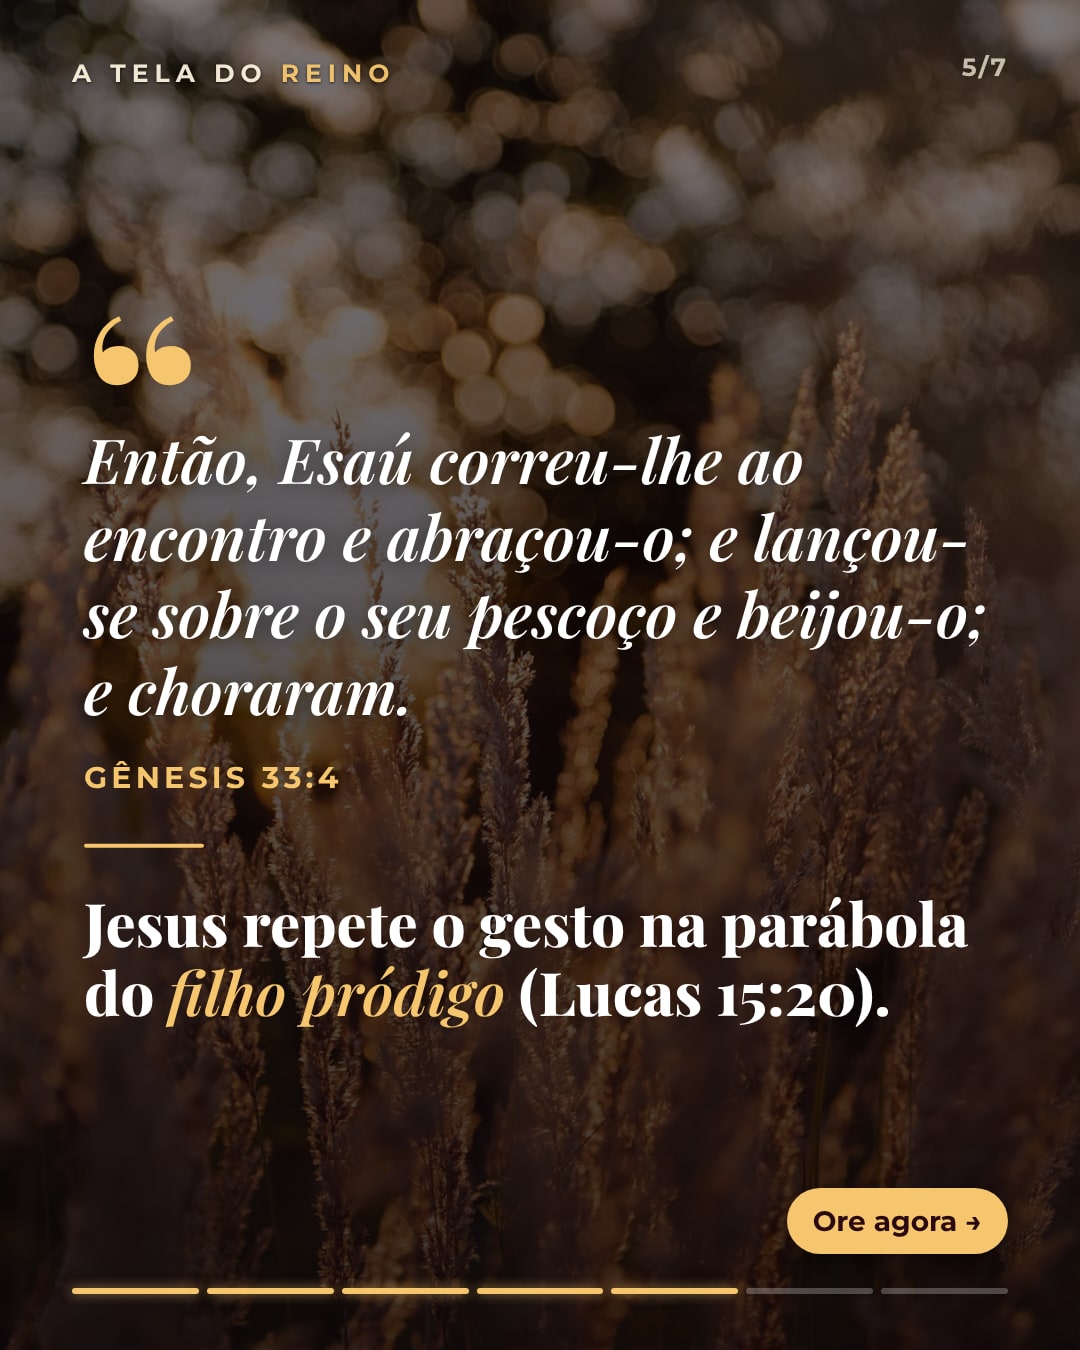 A TELA DO REINO
5/7
“
Então, Esaú correu-lhe ao
encontro e abraçou-o; e lançou-
se sobre o seu pescoço e beijou-o;
e choraram.
GÊNESIS 33:4
Jesus repete o gesto na parábola
do filho pródigo (Lucas 15:20).
Ore agora →